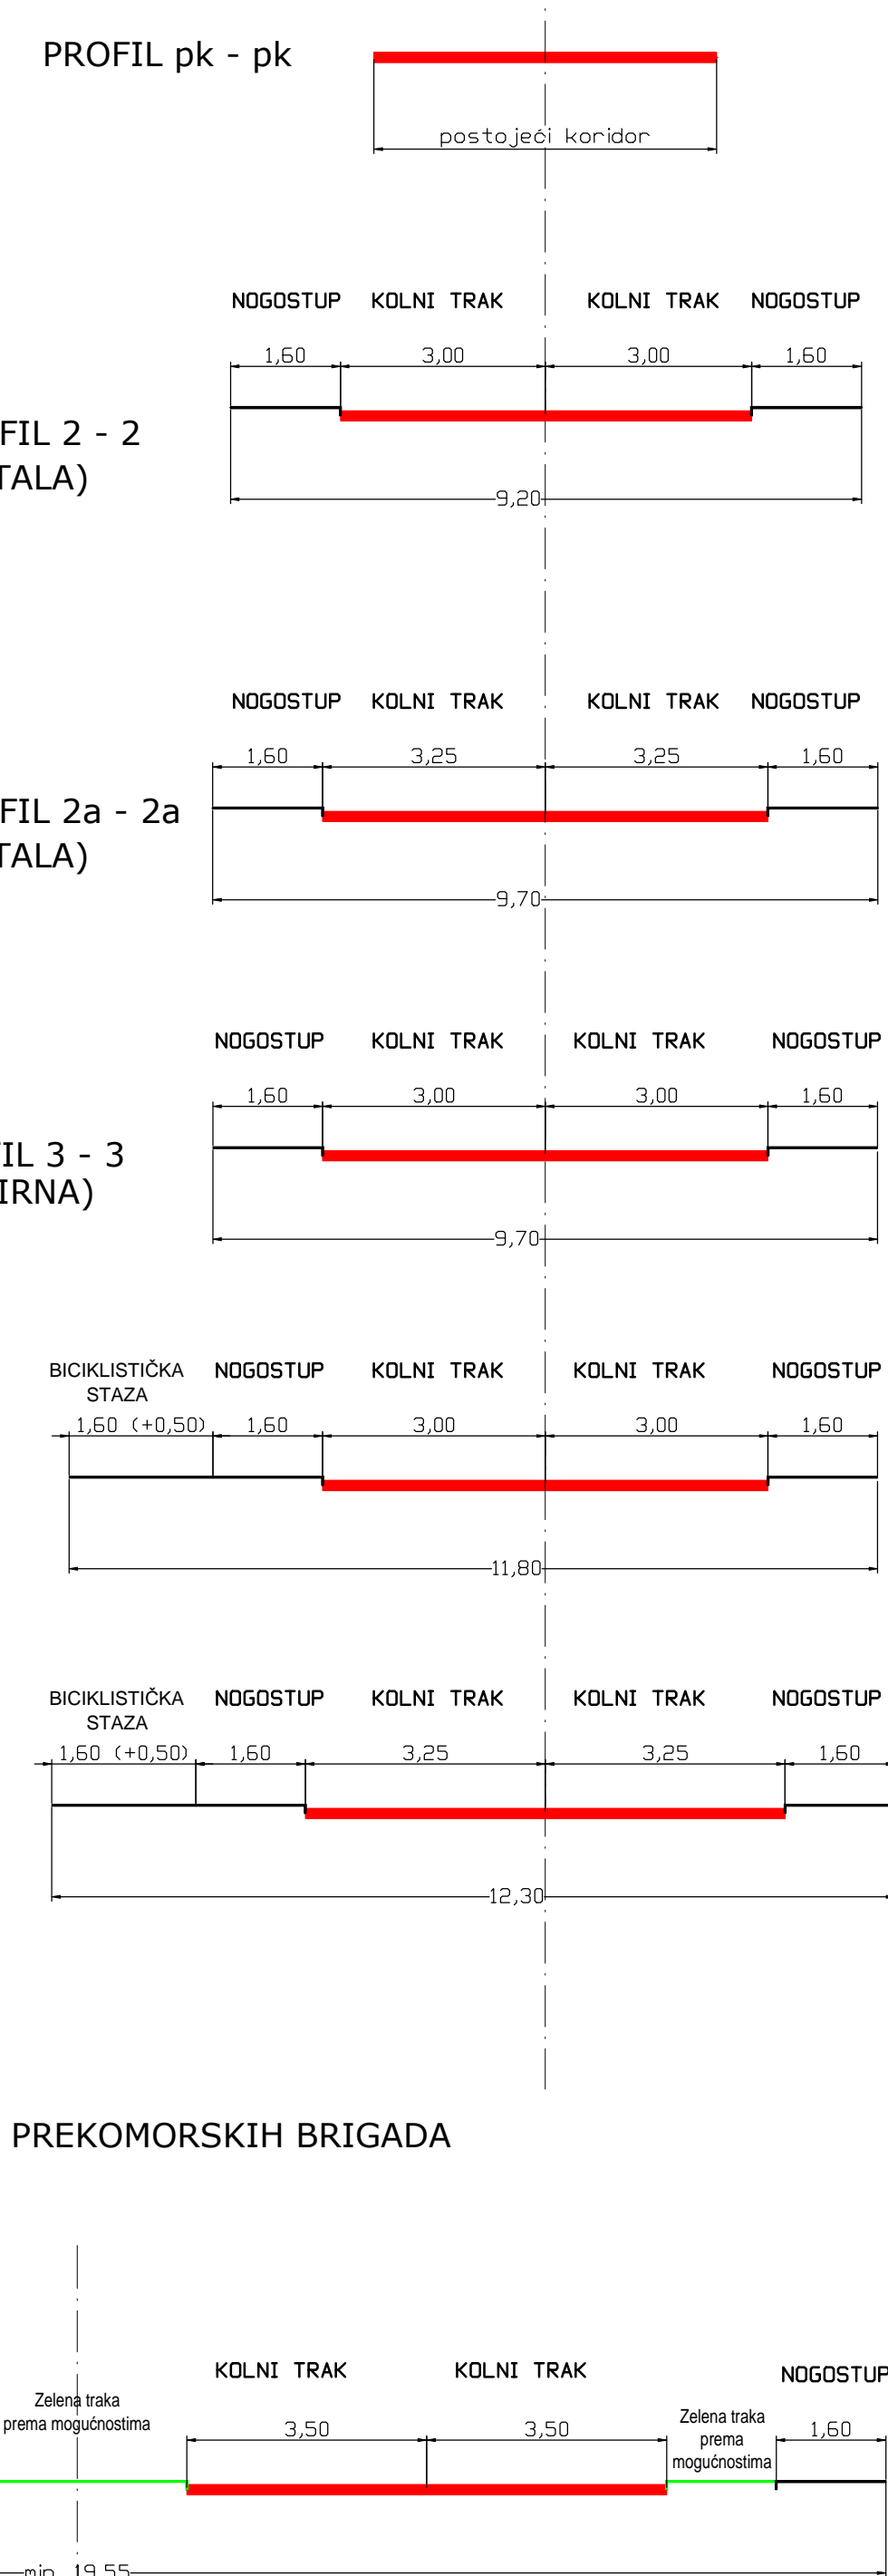 PROFIL pk - pk
postojeći koridor
NOGOSTUP KOLNI TRAK KOLNI TRAK NOGOSTUP
1,60 3,00 3,00 1,60
FIL 2 - 2
TALA)
9,20
NOGOSTUP KOLNI TRAK KOLNI TRAK NOGOSTUP
1,60 3,25 3,25 1,60
FIL 2a - 2a
TALA)
9,70
NOGOSTUP KOLNI TRAK KOLNI TRAK NOGOSTUP
1,60 3,00 3,00 1,60
IL 3 - 3
IRNA)
9,70
BICIKLISTIČKA NOGOSTUP KOLNI TRAK KOLNI TRAK NOGOSTUP
STAZA
1,60 (+0,50) 1,60 3,00 3,00 1,60
11,80
BICIKLISTIČKA NOGOSTUP KOLNI TRAK KOLNI TRAK NOGOSTUP
STAZA
1,60 (+0,50) 1,60 3,25 3,25 1,60
12,30
PREKOMORSKIH BRIGADA
KOLNI TRAK KOLNI TRAK NOGOSTUP
Zelena traka
prema mogućnostima
3,50 3,50
Zelena traka
prema
mogućnostima
1,60
min. 19,55